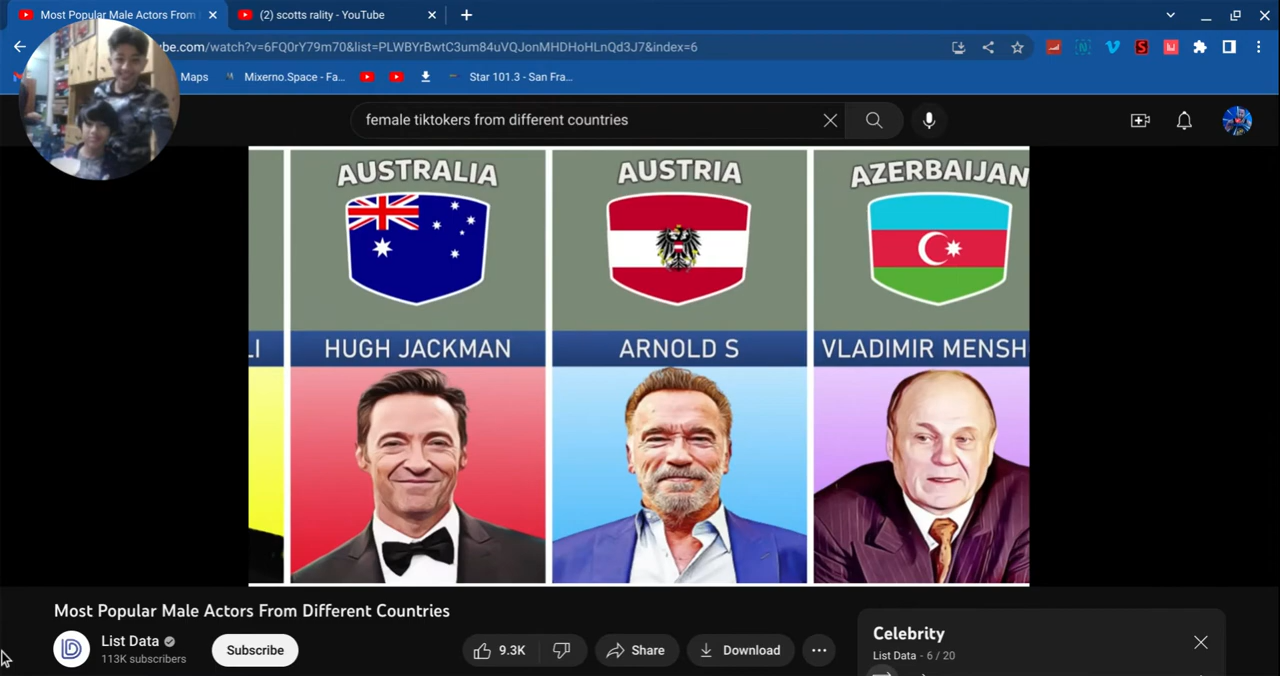 Most Popular Male Actors From
(2) scotts rality - YouTube
be.com/watch?v=6FQ0rY79m70&list=PLWBYrBwtC3um84uVQJonMHDHoHLnQd3J7&index=6
Maps
Mixerno.Space - Fa...
Star 101.3 - San Fra...
female tiktokers from different countries
AUSTRALIA
AUSTRIA
AZERBAIJAN
LI
HUGH JACKMAN
ARNOLD S
VLADIMIR MENSH
Most Popular Male Actors From Different Countries
List Data
113K subscribers
Subscribe
9.3K
Share
Download
Celebrity
List Data - 6 / 20